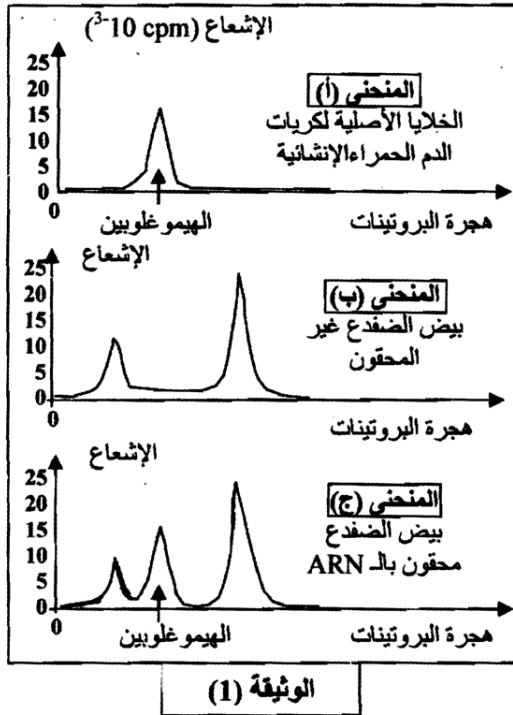 الإشعاع (10⁻³ cpm)
25
20
15
10
5
0
0
المنحنى (أ)
الخلايا الأصلية لكريات
الدم الحمراءالإنشائية
الهيموغلوبين
هجرة البروتينات
الإشعاع
25
20
15
10
5
0
0
المنحنى (ب)
بيض الضفدع غير
المحقون
هجرة البروتينات
الإشعاع
25
20
15
10
5
0
0
المنحنى (ج)
بيض الضفدع
محقون بالـ ARN
الهيموغلوبين
هجرة البروتينات
الوثيقة (1)